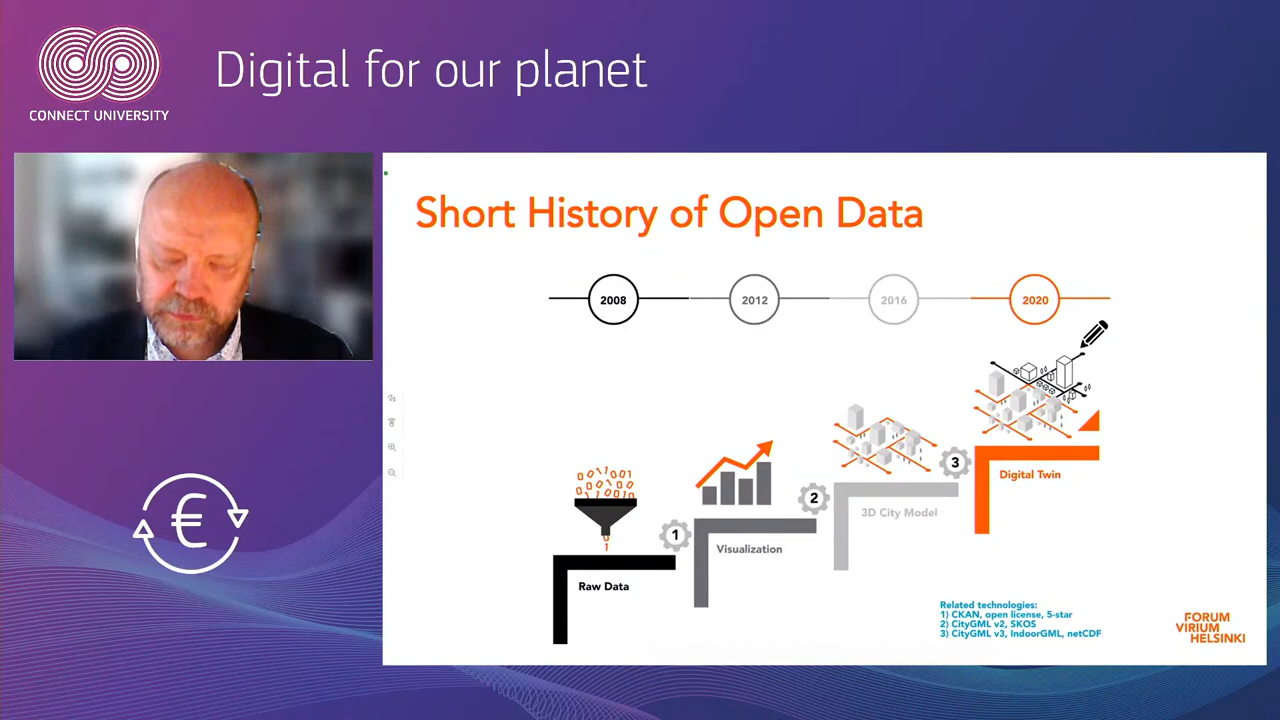 Digital for our planet
CONNECT UNIVERSITY
Short History of Open Data
2008
2012
2016
2020
3
Digital Twin
2
3D City Model
1
Visualization
Raw Data
Related technologies:
1) CKAN, open license, 5-star
2) CityGML v2, SKOS
3) CityGML v3, IndoorGML, netCDF
FORUM
VIRIUM
HELSINKI
€